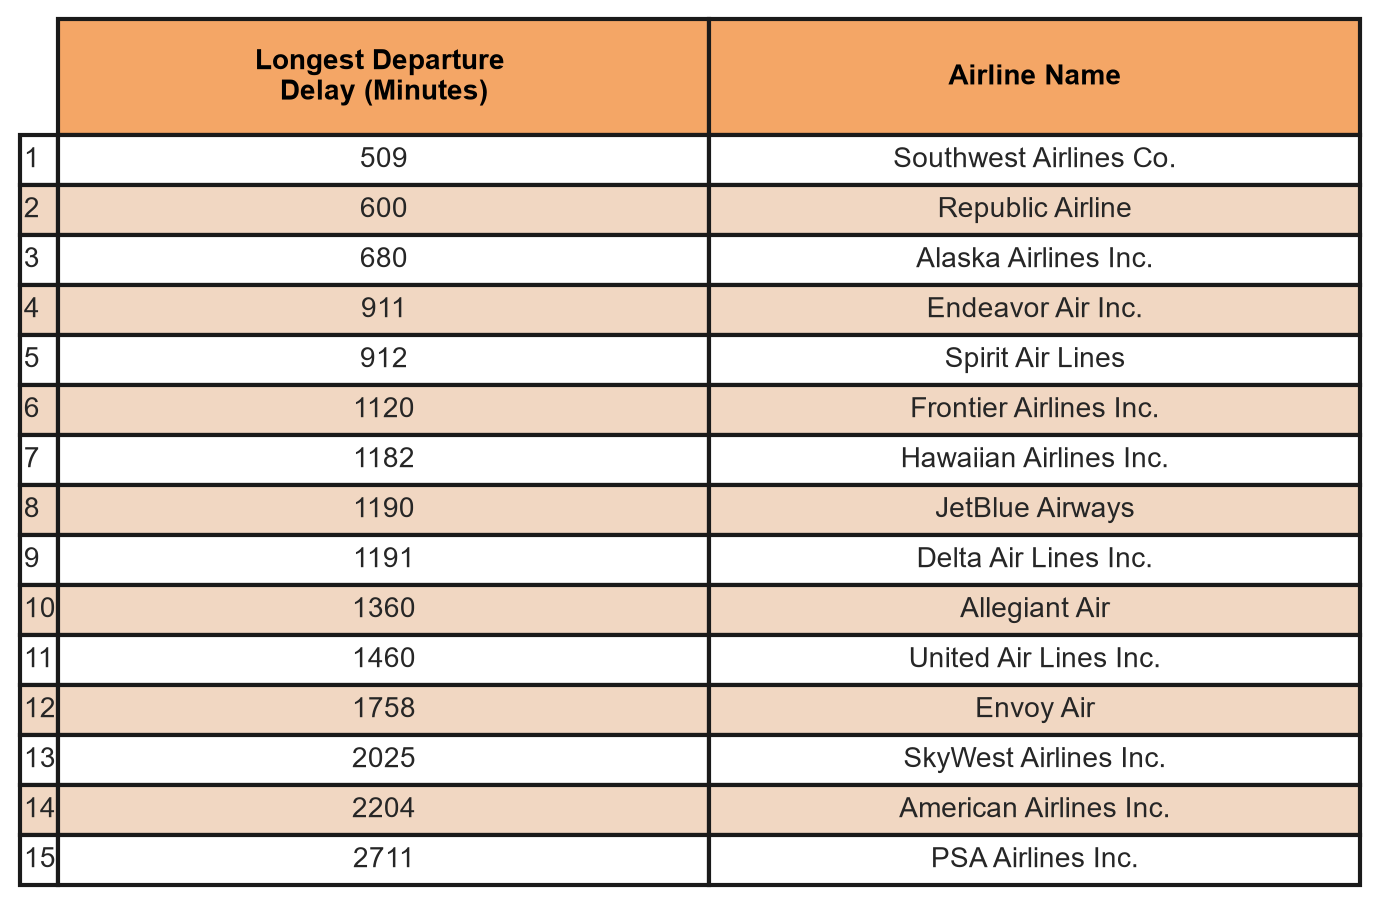 Longest Departure
Delay (Minutes) Airline Name
1 509 Southwest Airlines Co.
2 600 Republic Airline
3 680 Alaska Airlines Inc.
4 911 Endeavor Air Inc.
5 912 Spirit Air Lines
6 1120 Frontier Airlines Inc.
7 1182 Hawaiian Airlines Inc.
8 1190 JetBlue Airways
9 1191 Delta Air Lines Inc.
10 1360 Allegiant Air
11 1460 United Air Lines Inc.
12 1758 Envoy Air
13 2025 SkyWest Airlines Inc.
14 2204 American Airlines Inc.
15 2711 PSA Airlines Inc.